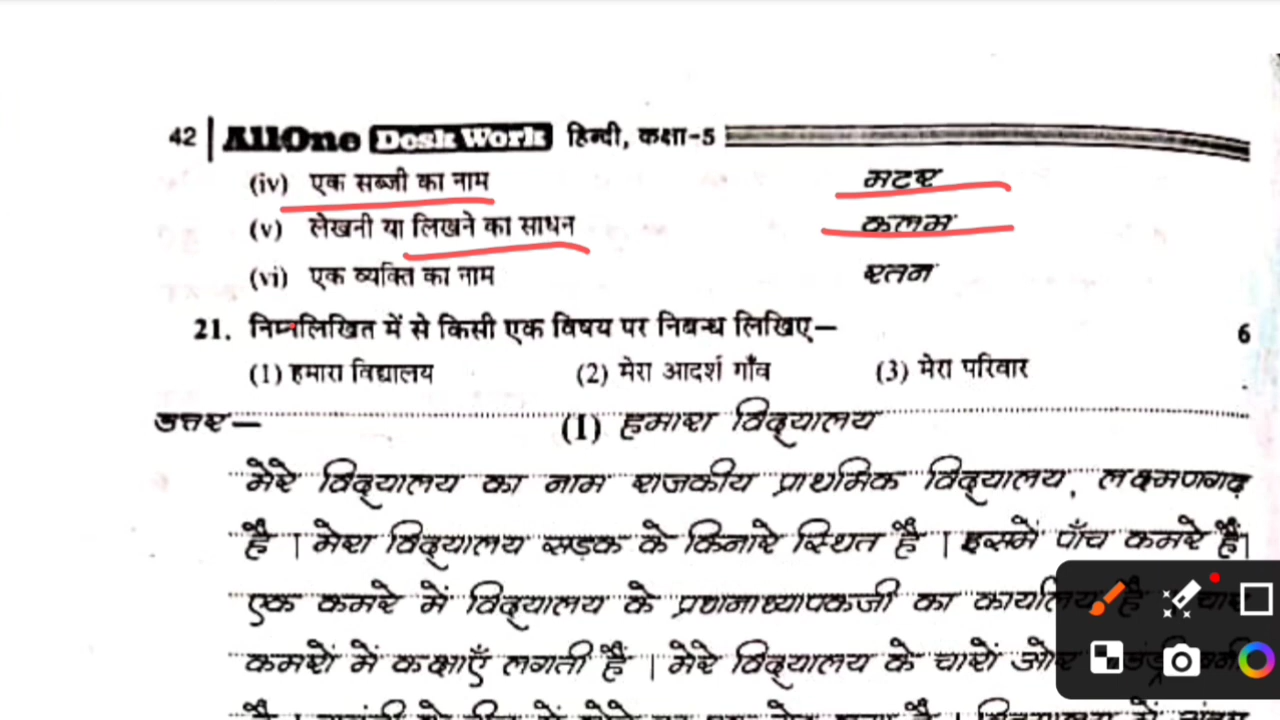 42 AllOne Desk Work हिन्दी, कक्षा-5
(iv) एक सब्जी का नाम मटर
(v) लेखनी या लिखने का साधन कलम
(vi) एक व्यक्ति का नाम रतन
21. निम्नलिखित में से किसी एक विषय पर निबन्ध लिखिए— 6
(1) हमारा विद्यालय (2) मेरा आदर्श गाँव (3) मेरा परिवार
उत्तर— (1) हमारा विद्यालय
मेरे विद्यालय का नाम राजकीय प्राथमिक विद्यालय, लक्ष्मणगढ़
है । मेरा विद्यालय सड़क के किनारे स्थित है । इसमें पाँच कमरे हैं।
एक कमरे में विद्यालय के प्रधानाध्यापकजी का कार्यालय है चार
कमरों में कक्षाएँ लगती हैं । मेरे विद्यालय के चारों ओर